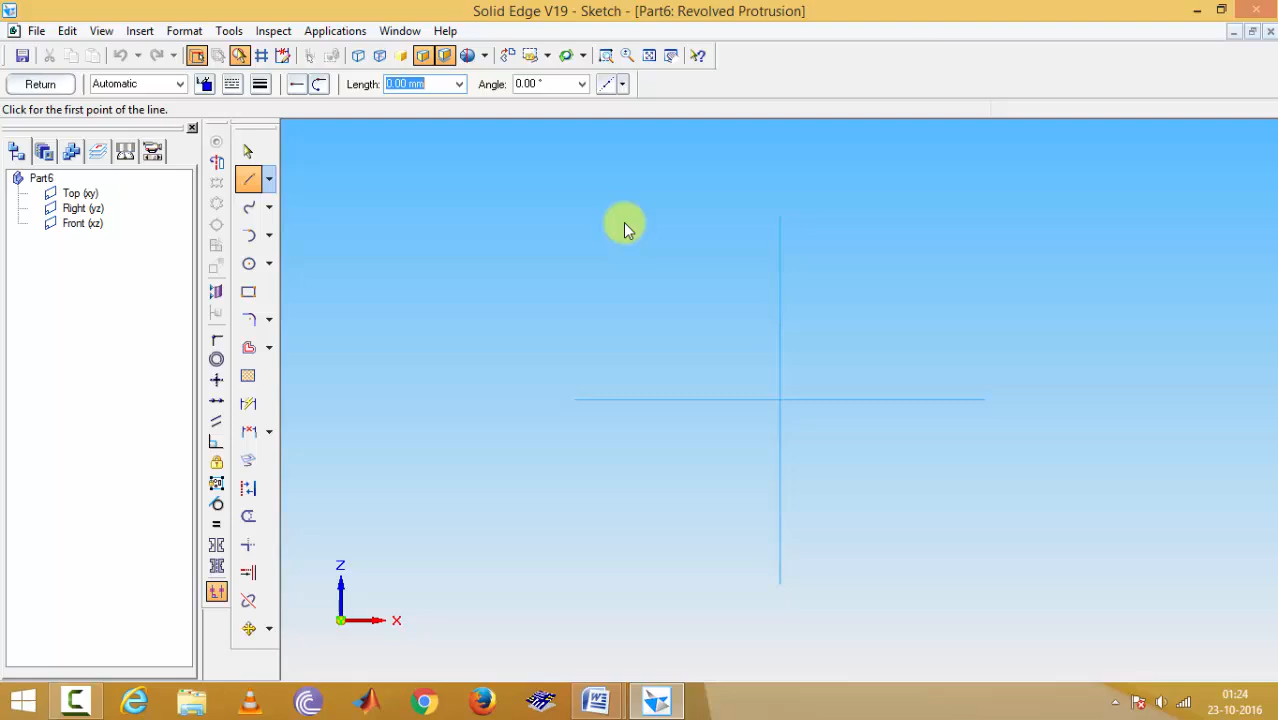 Solid Edge V19 - Sketch - [Part6: Revolved Protrusion]
File Edit View Insert Format Tools Inspect Applications Window Help
Return Automatic Length: 0.00 mm Angle: 0.00 °
Click for the first point of the line.
Part6
Top (xy)
Right (yz)
Front (xz)
Z
X
01:24
23-10-2016